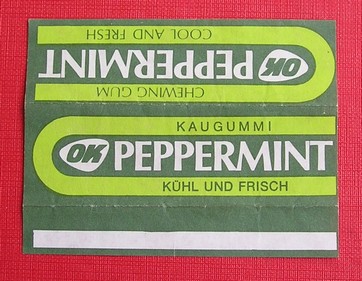 CHEWING GUM
OK PEPPERMINT
COOL AND FRESH
KAUGUMMI
OK PEPPERMINT
KÜHL UND FRISCH